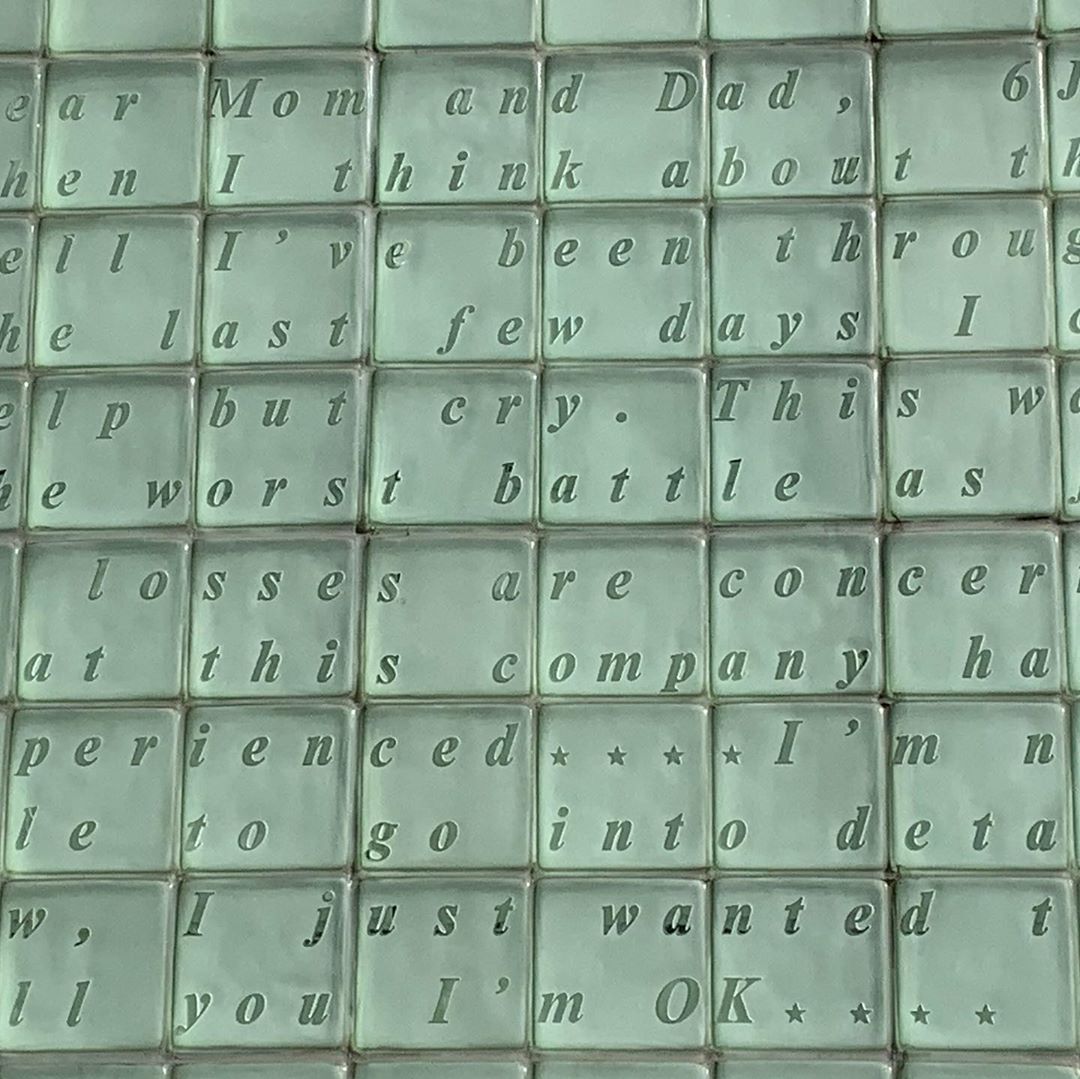 ear Mom and Dad, 6 J
hen I think about th
ell I've been throug
he last few days I
elp but cry. This w
he worst battle as
losses are concer
at this company ha
perienced★★★★I'm n
le to go into deta
w, I just wanted t
ll you I'm OK★★★★